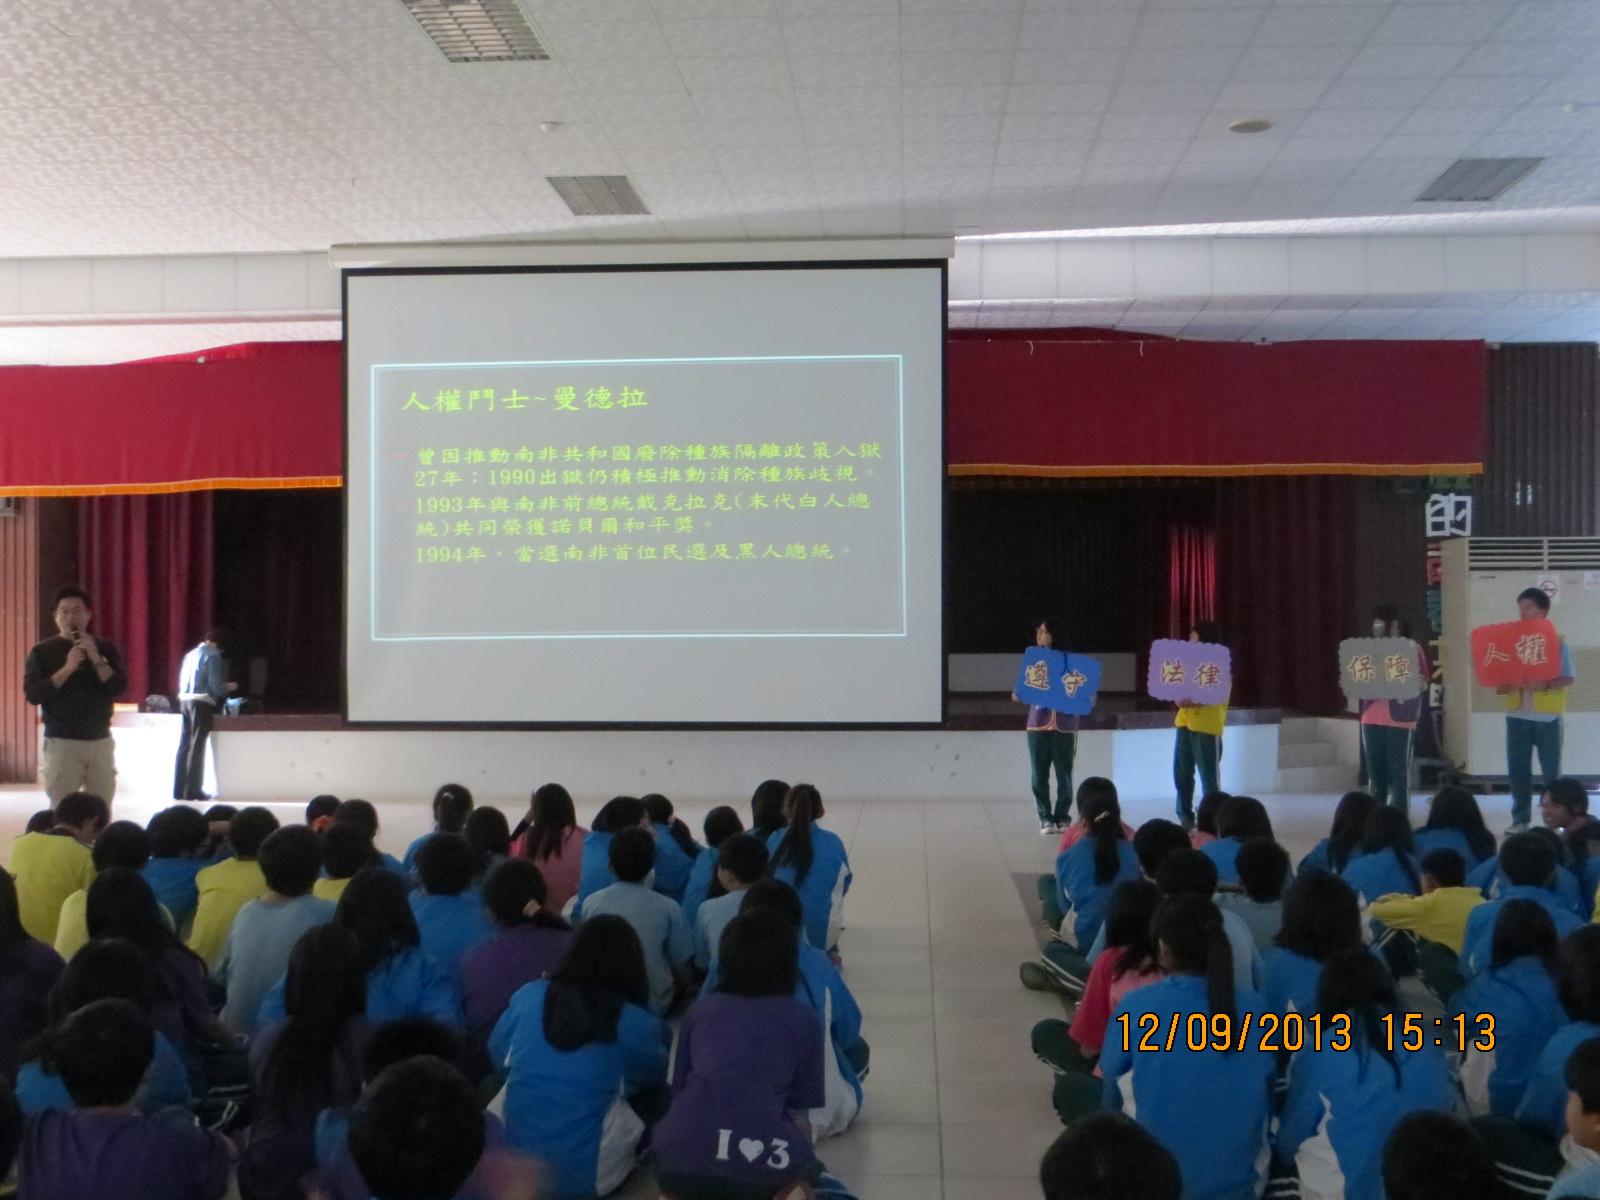 人權鬥士~曼德拉
曾因推動南非共和國廢除種族隔離政策入獄
27年；1990出獄仍積極推動消除種族歧視。
1993年與南非前總統戴克拉克(末代白人總
統)共同榮獲諾貝爾和平獎。
1994年，當選南非首位民選及黑人總統。
遵守
法律
保障
人權
的
I♥3
12/09/2013 15:13